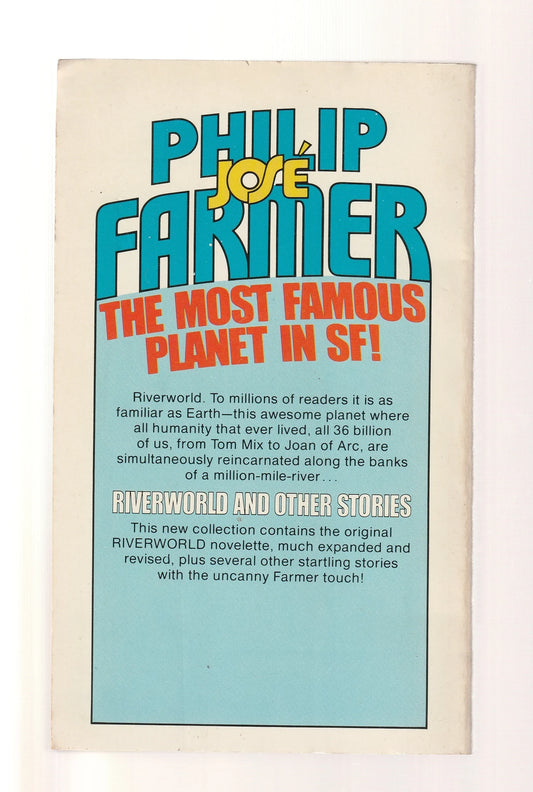 PHILIP
JOSÉ
FARMER
THE MOST FAMOUS
PLANET IN SF!
Riverworld. To millions of readers it is as
familiar as Earth—this awesome planet where
all humanity that ever lived, all 36 billion
of us, from Tom Mix to Joan of Arc, are
simultaneously reincarnated along the banks
of a million-mile-river...
RIVERWORLD AND OTHER STORIES
This new collection contains the original
RIVERWORLD novelette, much expanded and
revised, plus several other startling stories
with the uncanny Farmer touch!